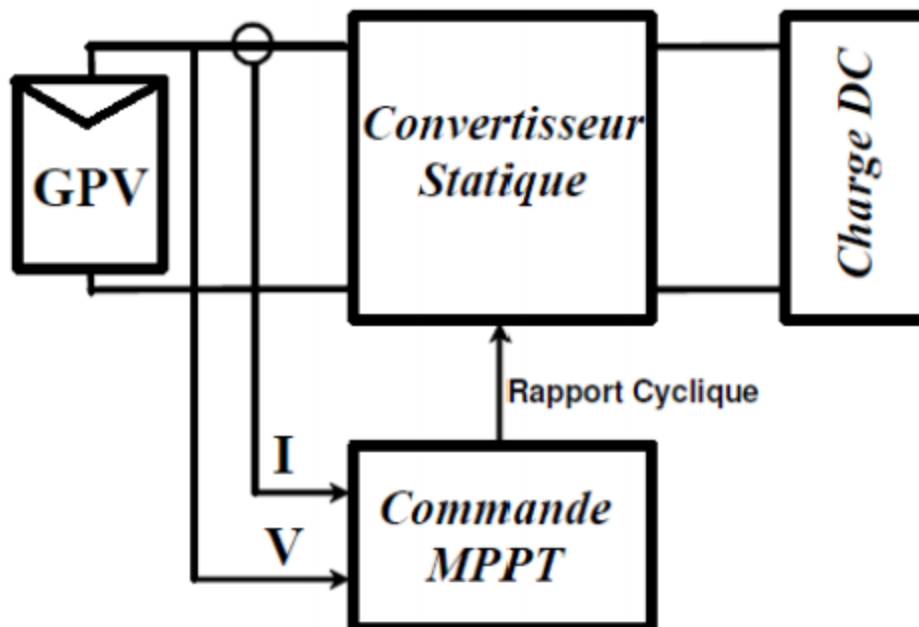 GPV
Convertisseur
Statique
Charge DC
Rapport Cyclique
I
V
Commande
MPPT